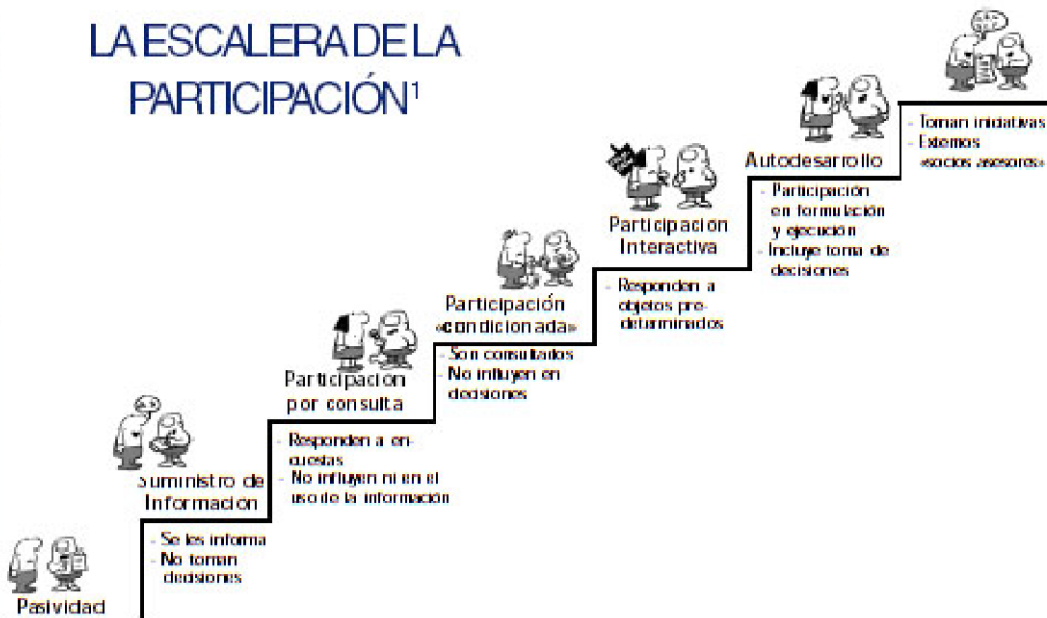 LA ESCALERA DE LA
PARTICIPACIÓN¹
- Toman iniciativas
- Externos
«socios asesores»
Autodesarrollo
- Participación
en formulación
y ejecución
- Incluye toma de
decisiones
Participación
Interactiva
- Responden a
objetos pre-
determinados
Participación
«condicionada»
- Son consultados
- No influyen en
decisiones
Participación
por consulta
- Responden a en-
cuestas
- No influyen ni en el
uso de la información
Suministro de
Información
- Se les informa
- No toman
decisiones
Pasividad